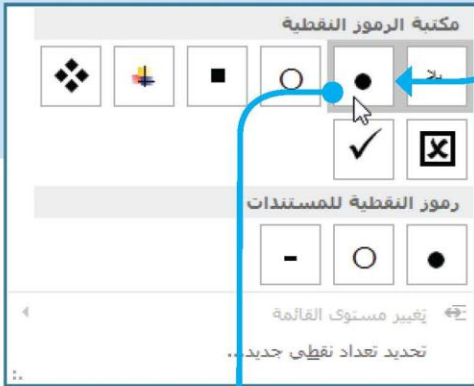 مكتبة الرموز النقطية
بلا
رموز النقطية للمستندات
تغيير مستوى القائمة
تحديد تعداد نقطي جديد...